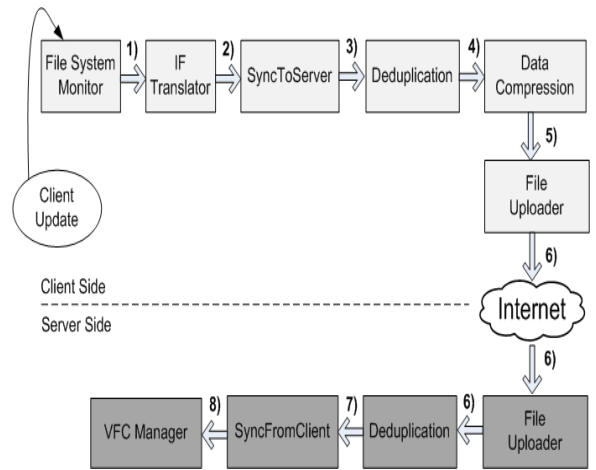 1)
2)
3)
4)
File System
Monitor
IF
Translator
SyncToServer
Deduplication
Data
Compression
5)
Client
Update
File
Uploader
6)
Client Side
Internet
Server Side
6)
8)
7)
6)
VFC Manager
SyncFromClient
Deduplication
File
Uploader